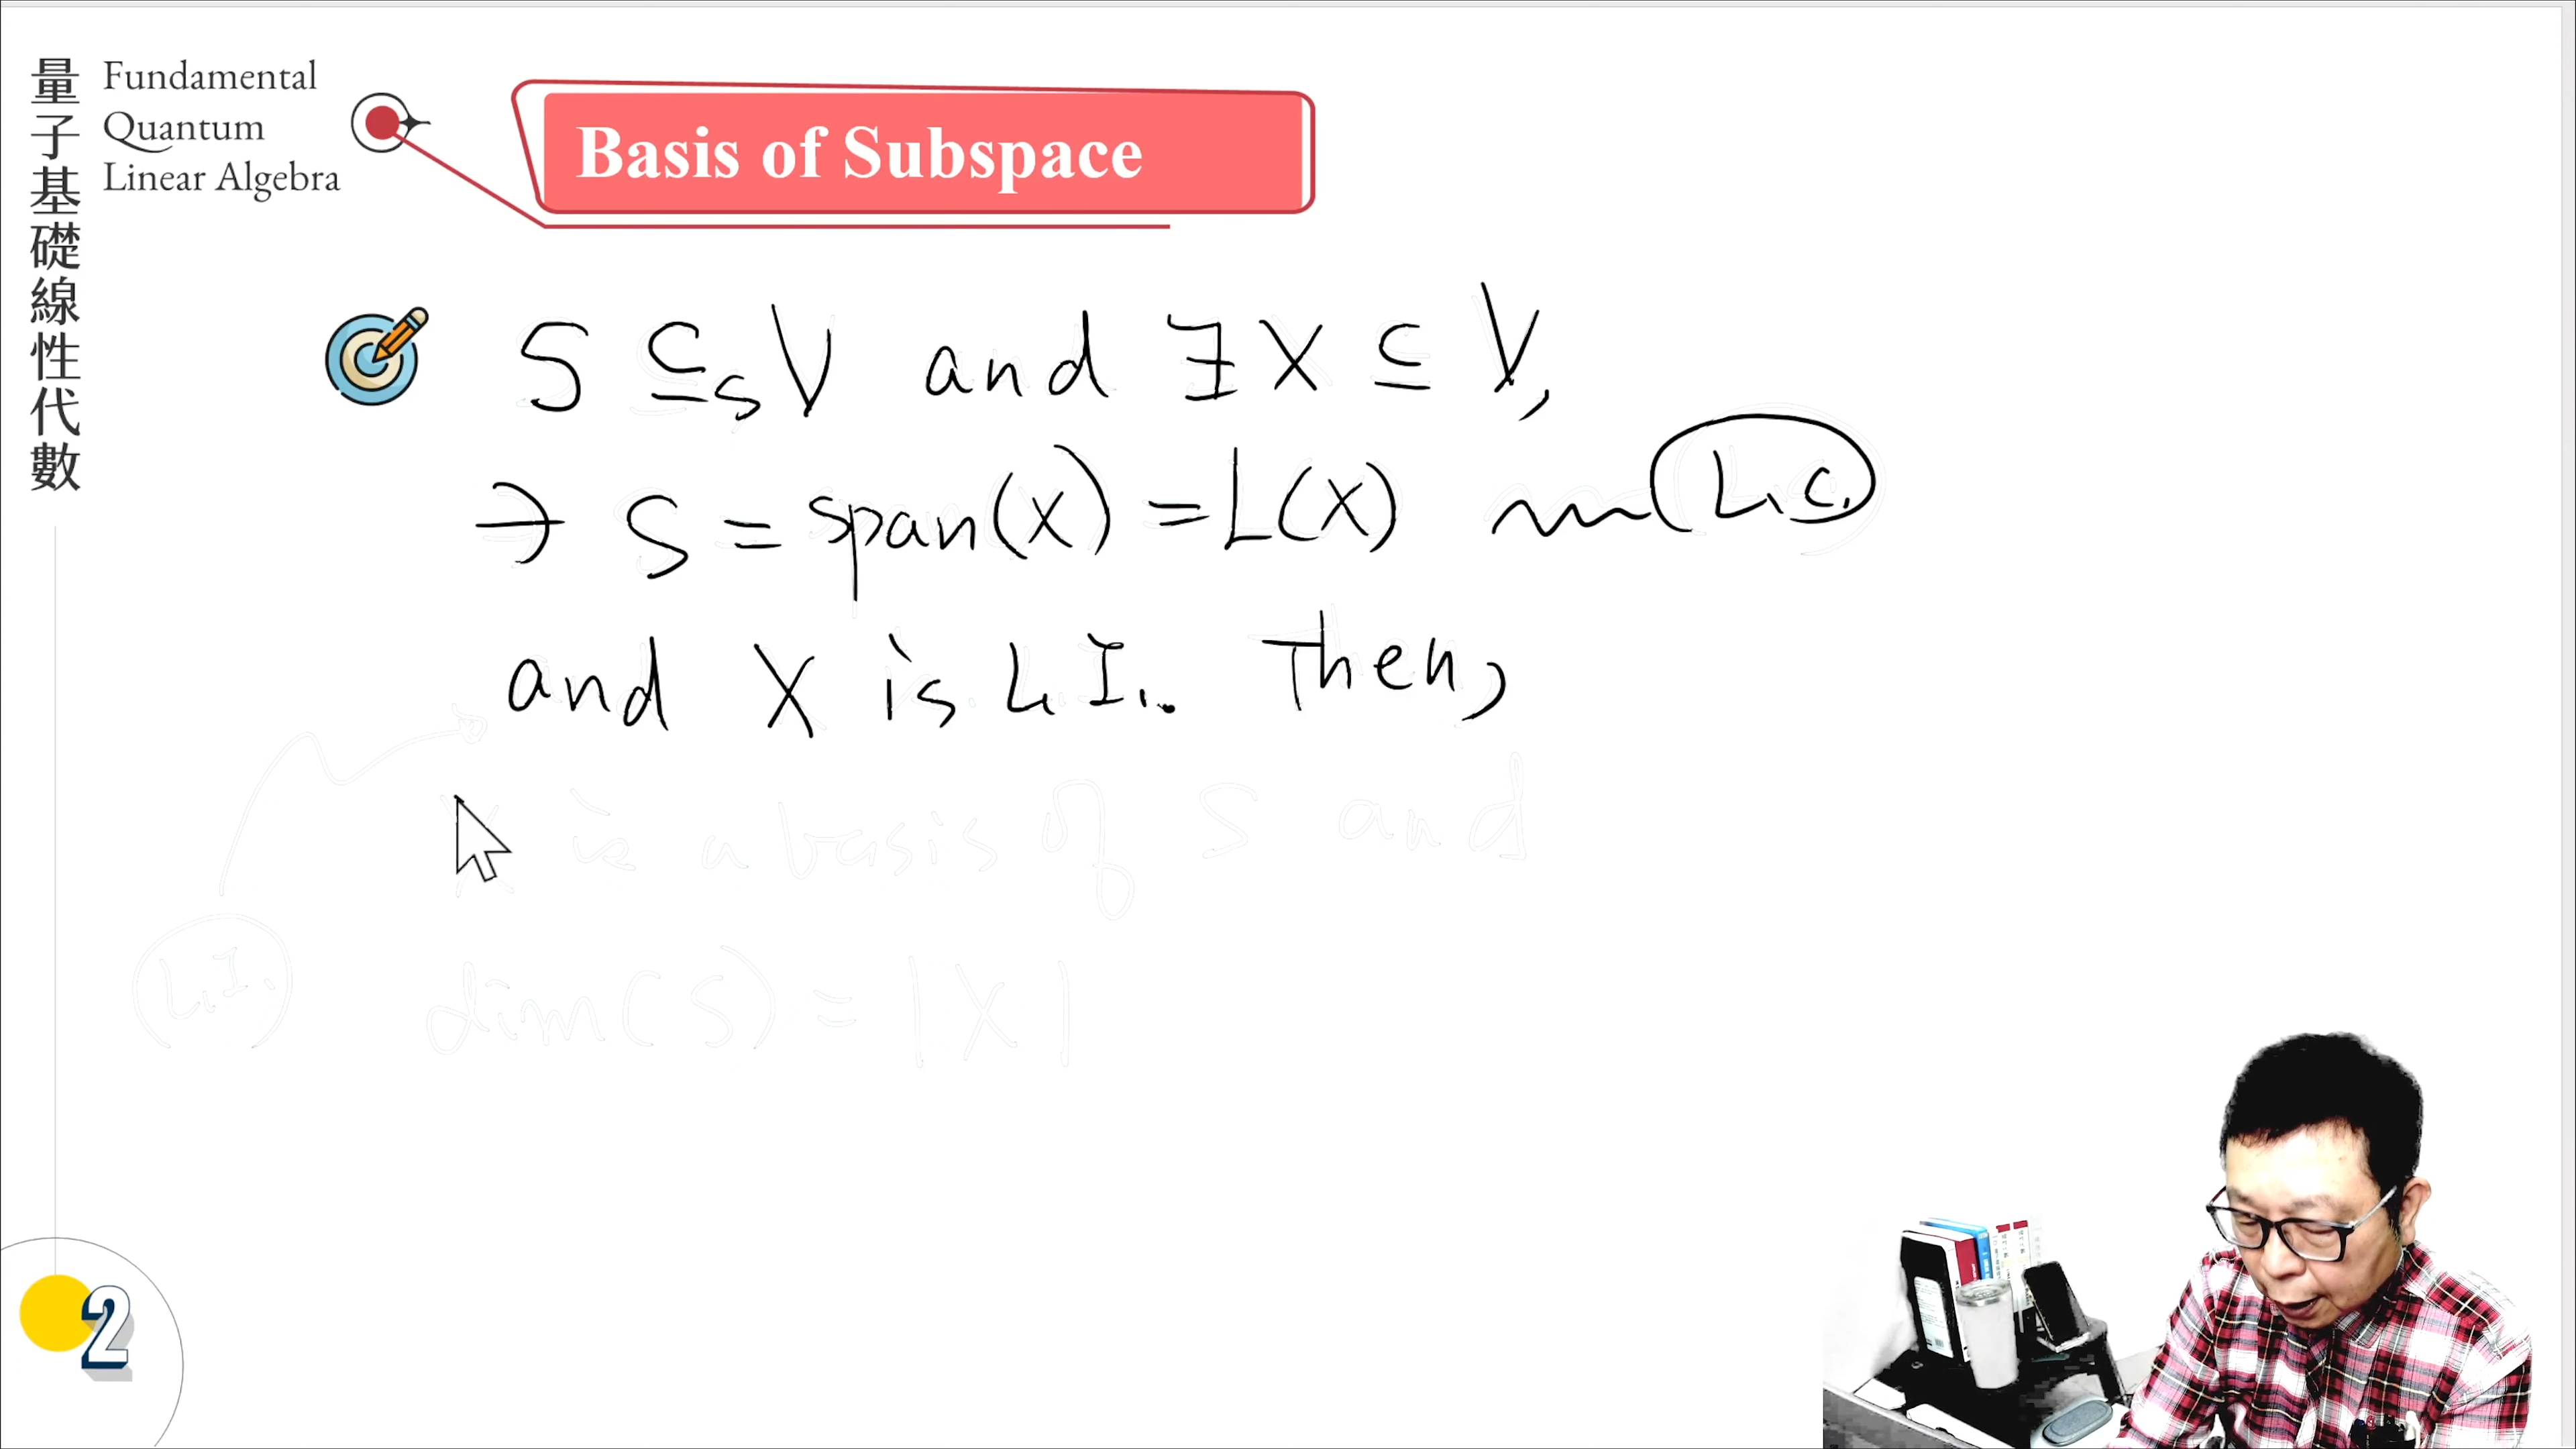 量子基礎線性代數
Fundamental
Quantum
Linear Algebra
Basis of Subspace
S ⊆ₛ V and ∃ X ⊆ V,
∋ S = span(X) = L(X) L.C.
and X is L.I.. Then,
X is a basis of S and
L.I.
dim(S) = |X|
2